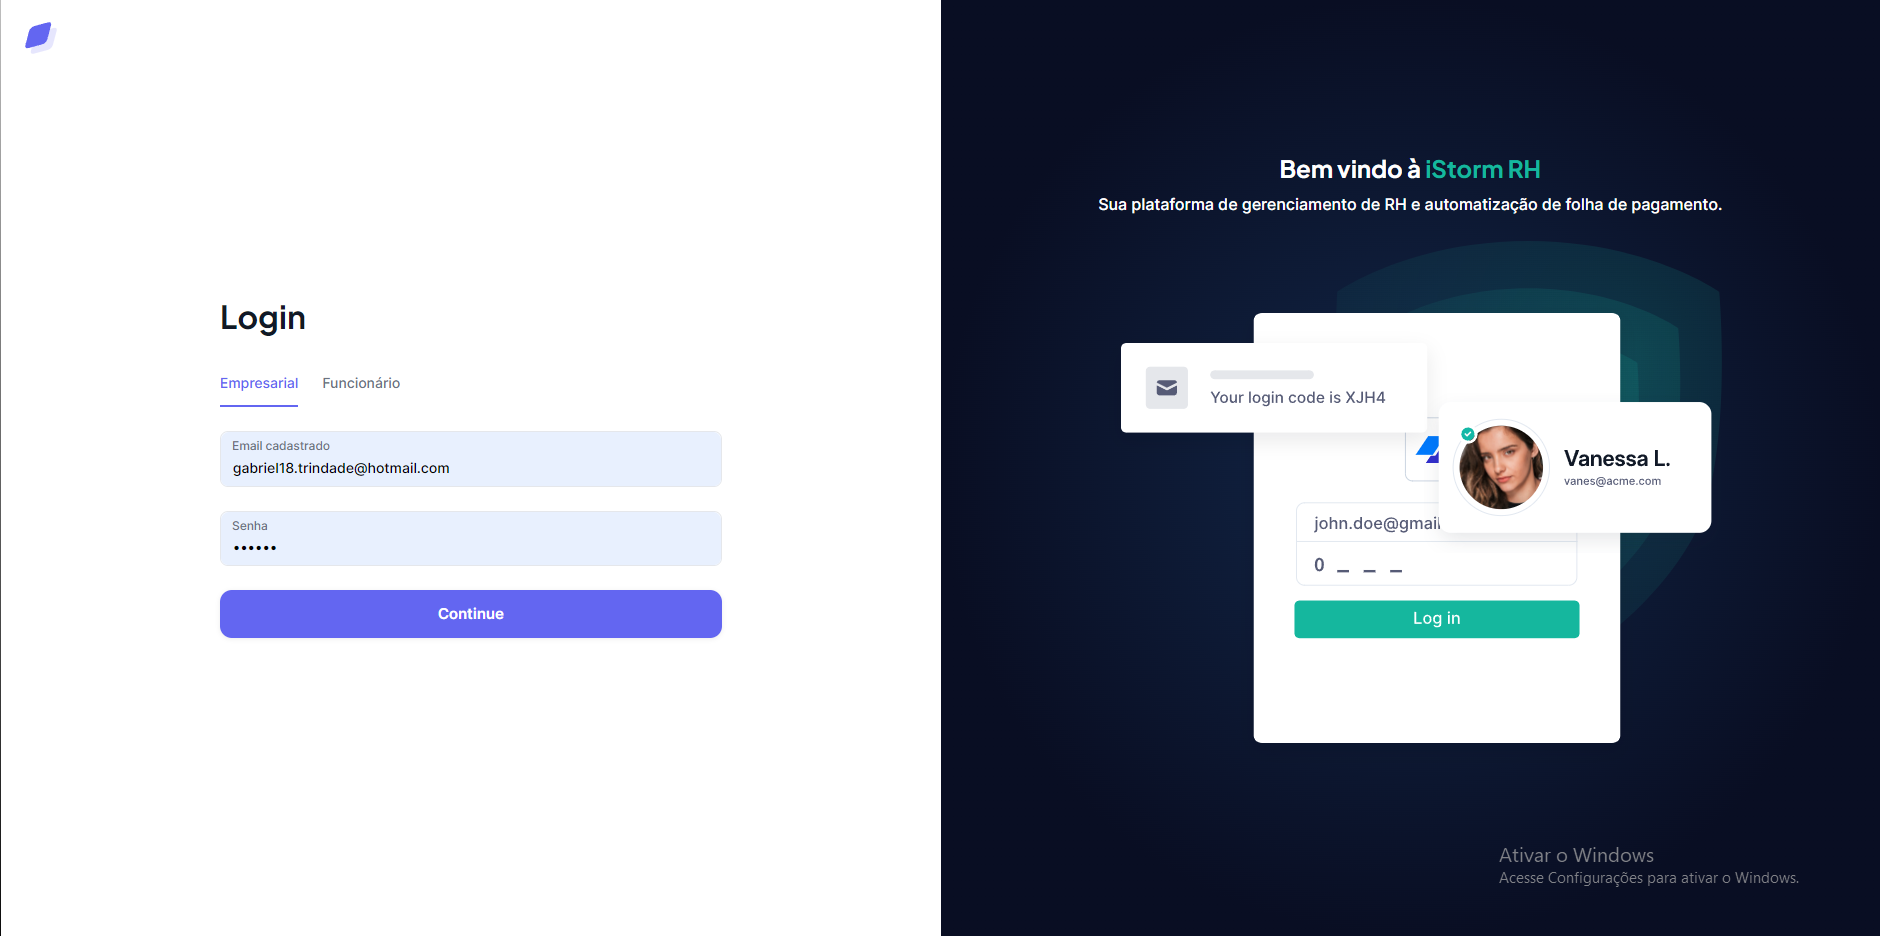 Login
Empresarial Funcionário
Email cadastrado
gabriel18.trindade@hotmail.com
Senha
••••••
Continue
Bem vindo à iStorm RH
Sua plataforma de gerenciamento de RH e automatização de folha de pagamento.
Your login code is XJH4
Vanessa L.
vanes@acme.com
john.doe@gmail
0 _ _ _
Log in
Ativar o Windows
Acesse Configurações para ativar o Windows.